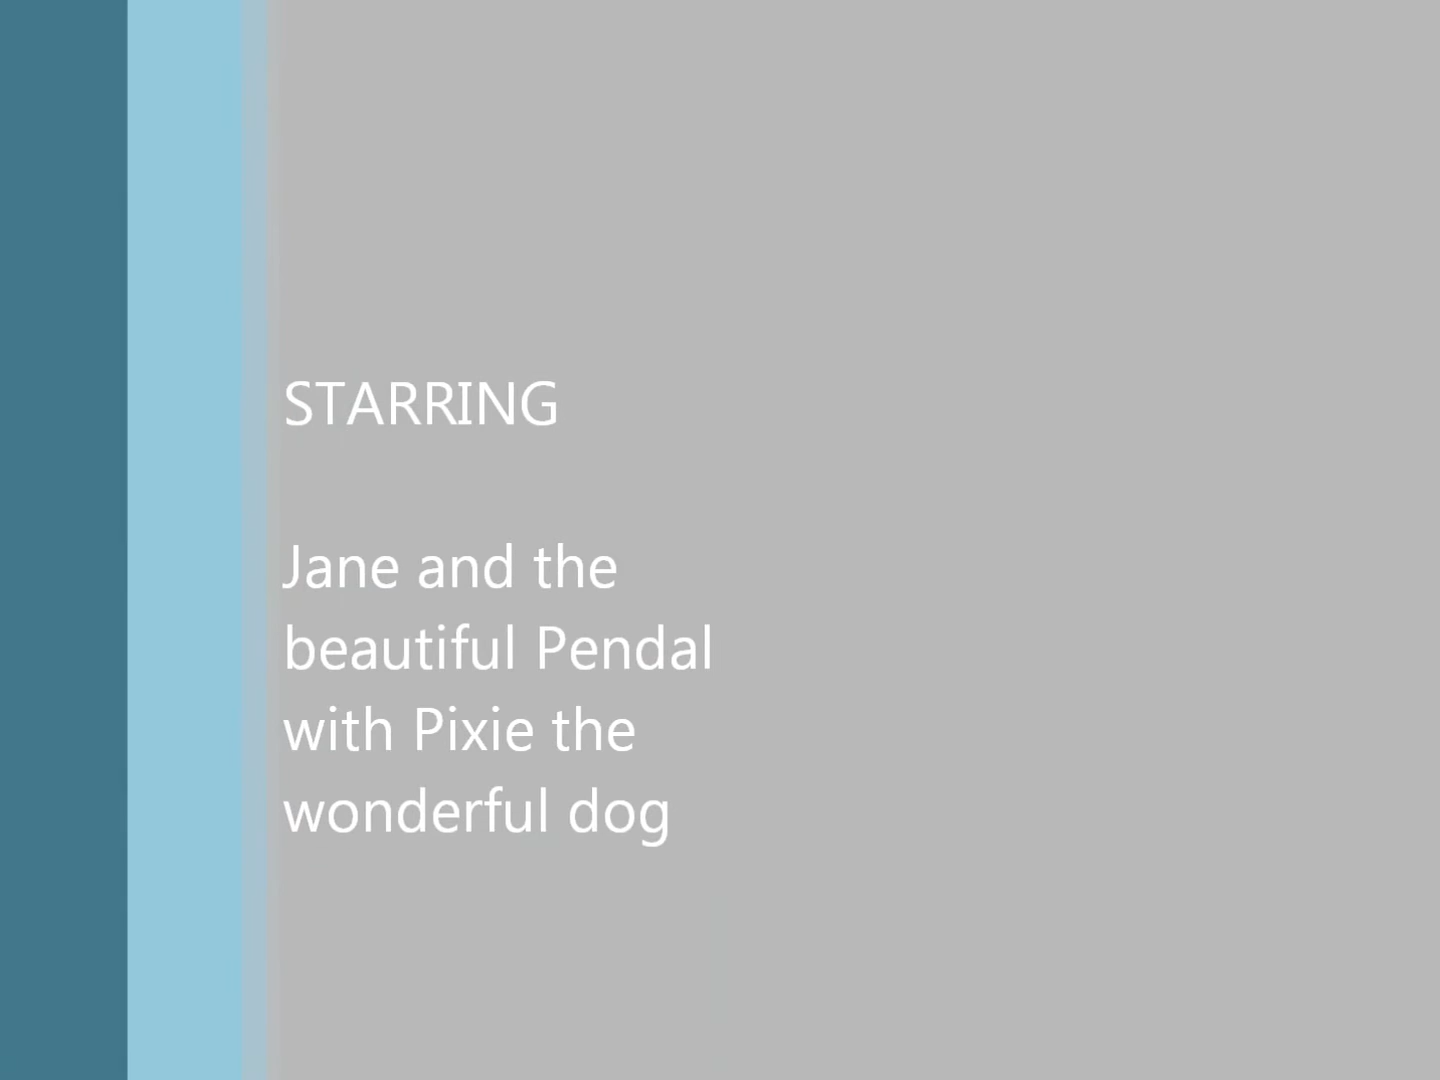 STARRING
Jane and the
beautiful Pendal
with Pixie the
wonderful dog